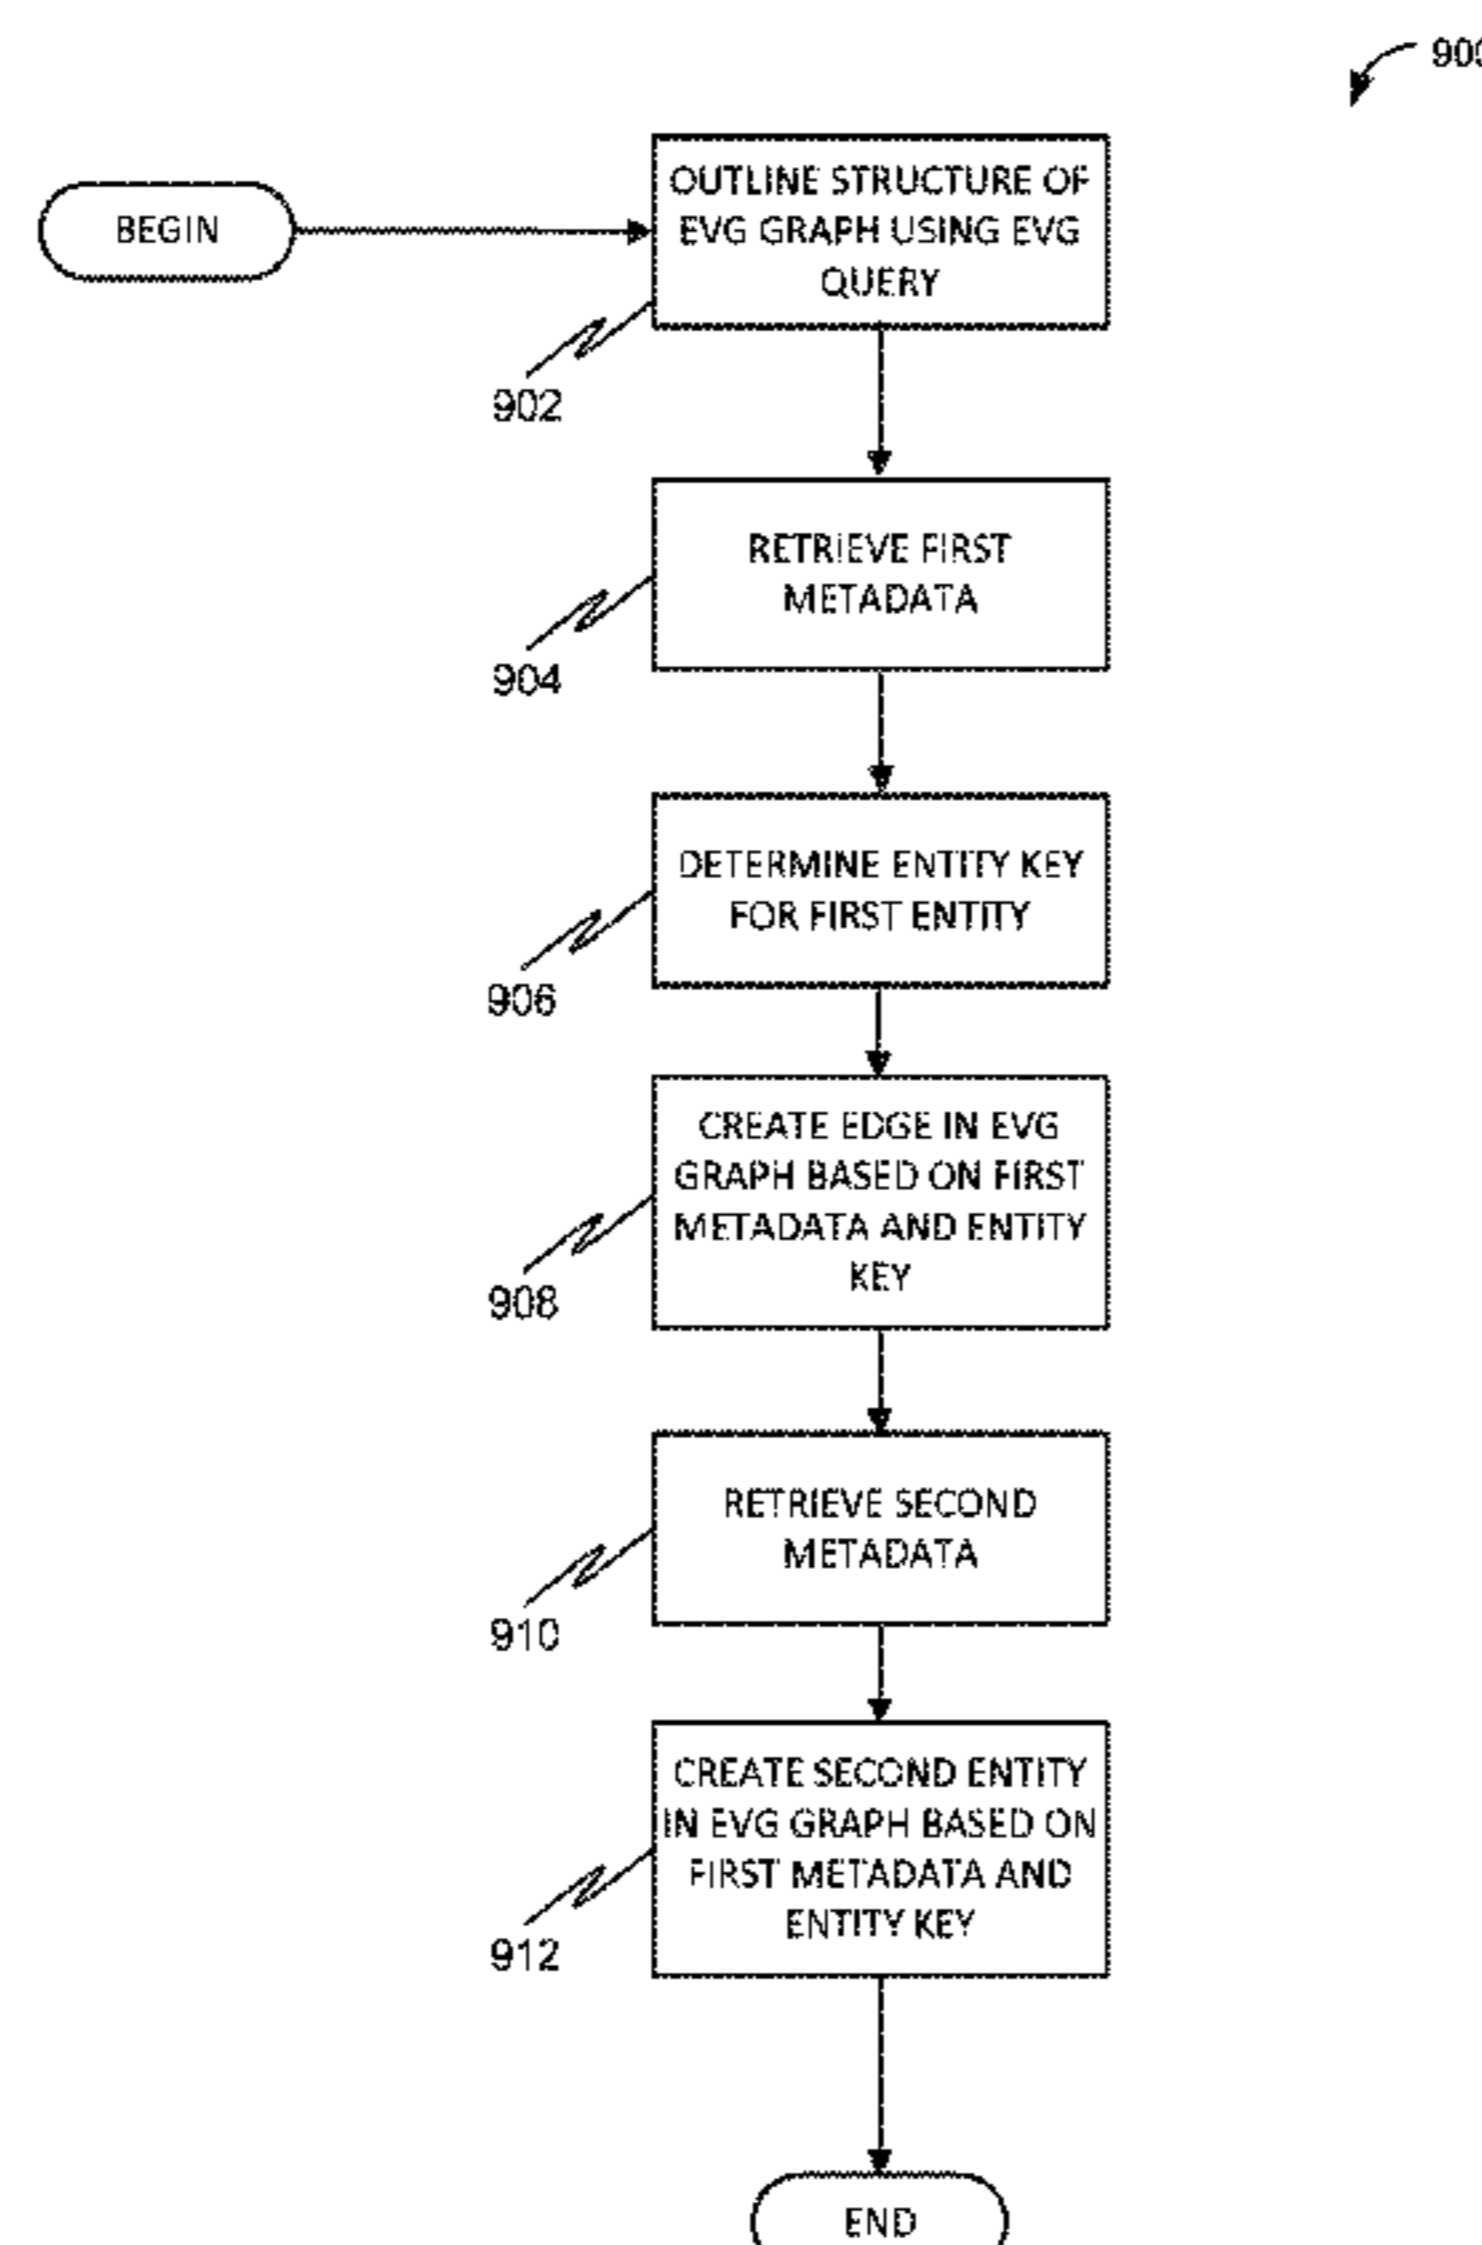 900
BEGIN
OUTLINE STRUCTURE OF
EVG GRAPH USING EVG
QUERY
902
RETRIEVE FIRST
METADATA
904
DETERMINE ENTITY KEY
FOR FIRST ENTITY
906
CREATE EDGE IN EVG
GRAPH BASED ON FIRST
METADATA AND ENTITY
KEY
908
RETRIEVE SECOND
METADATA
910
CREATE SECOND ENTITY
IN EVG GRAPH BASED ON
FIRST METADATA AND
ENTITY KEY
912
END